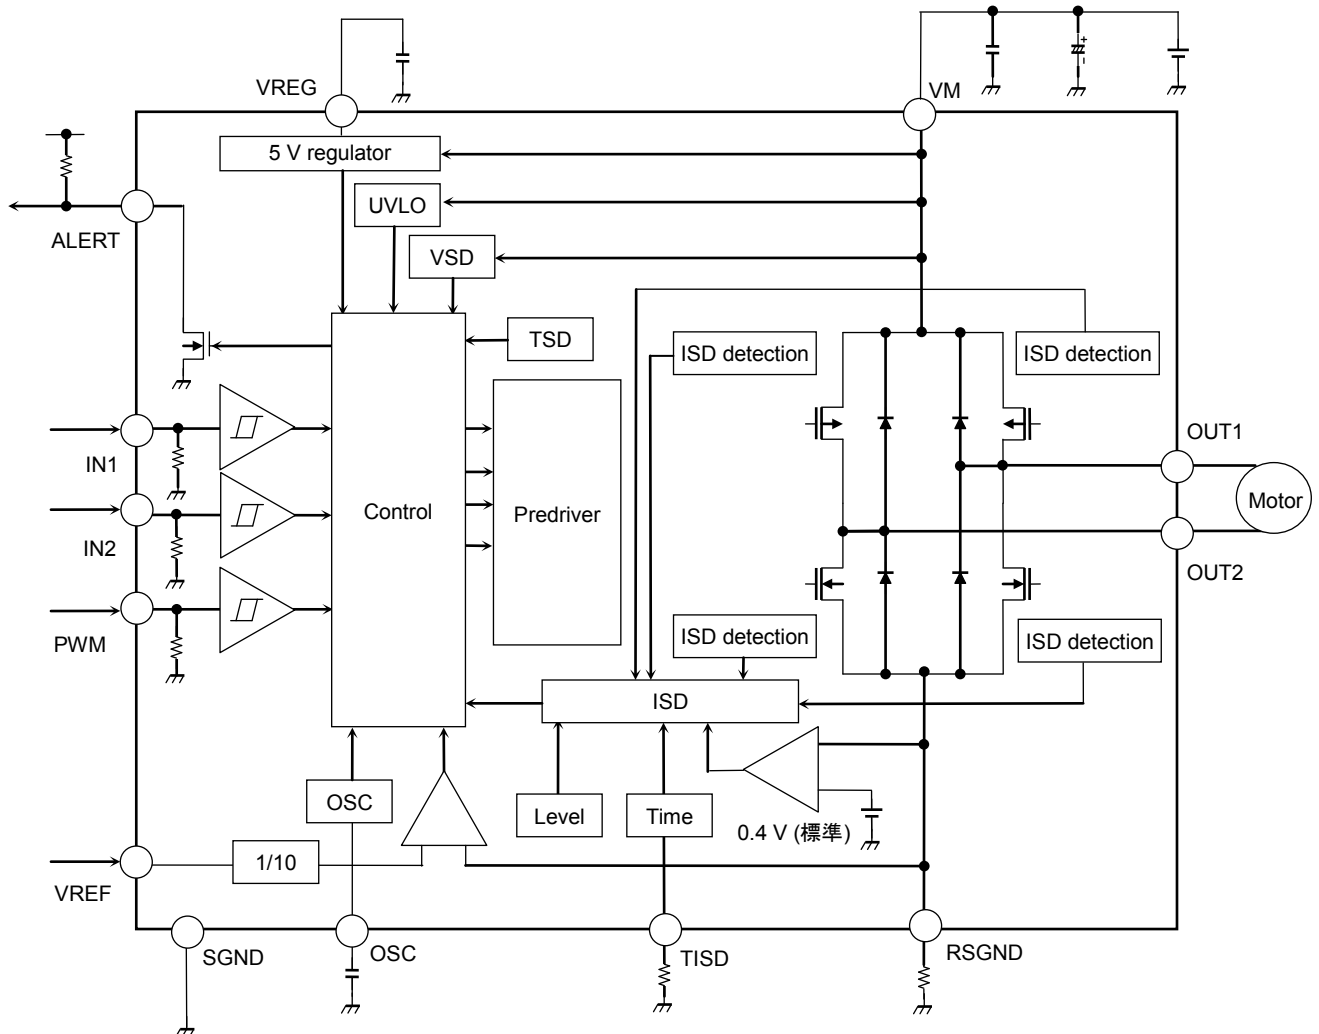 VREG
VM
5 V regulator
UVLO
ALERT
VSD
TSD
ISD detection
ISD detection
OUT1
IN1
Motor
Control
Predriver
IN2
OUT2
PWM
ISD detection
ISD detection
ISD
OSC
Level
Time
0.4 V (標準)
1/10
VREF
SGND
OSC
TISD
RSGND
+
-